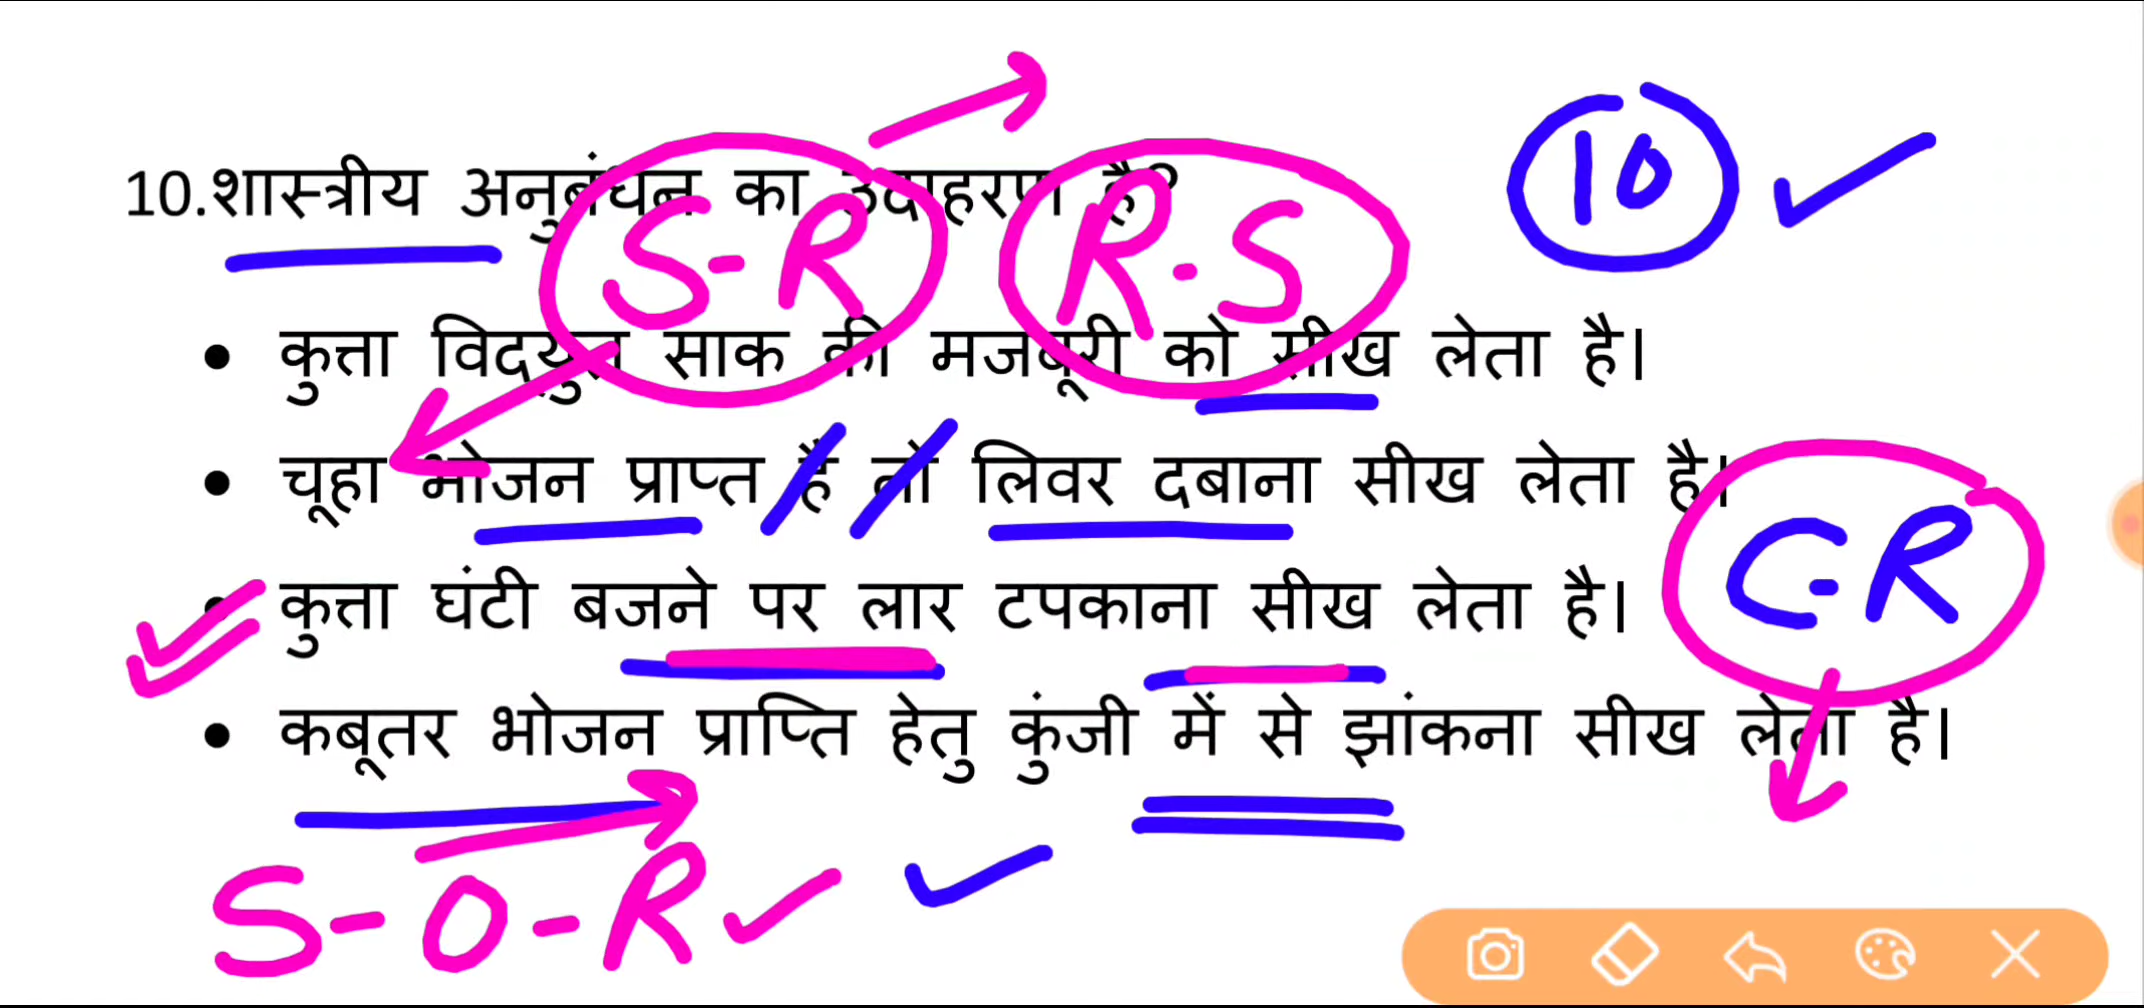 10.शास्त्रीय अनुबंधन का उदाहरण है?
10
S-R
R-S
• कुत्ता विद्युत साक की मजबूरी को सीख लेता है।
• चूहा भोजन प्राप्त है तो लिवर दबाना सीख लेता है।
C-R
• कुत्ता घंटी बजने पर लार टपकाना सीख लेता है।
• कबूतर भोजन प्राप्ति हेतु कुंजी में से झांकना सीख लेता है।
S-O-R